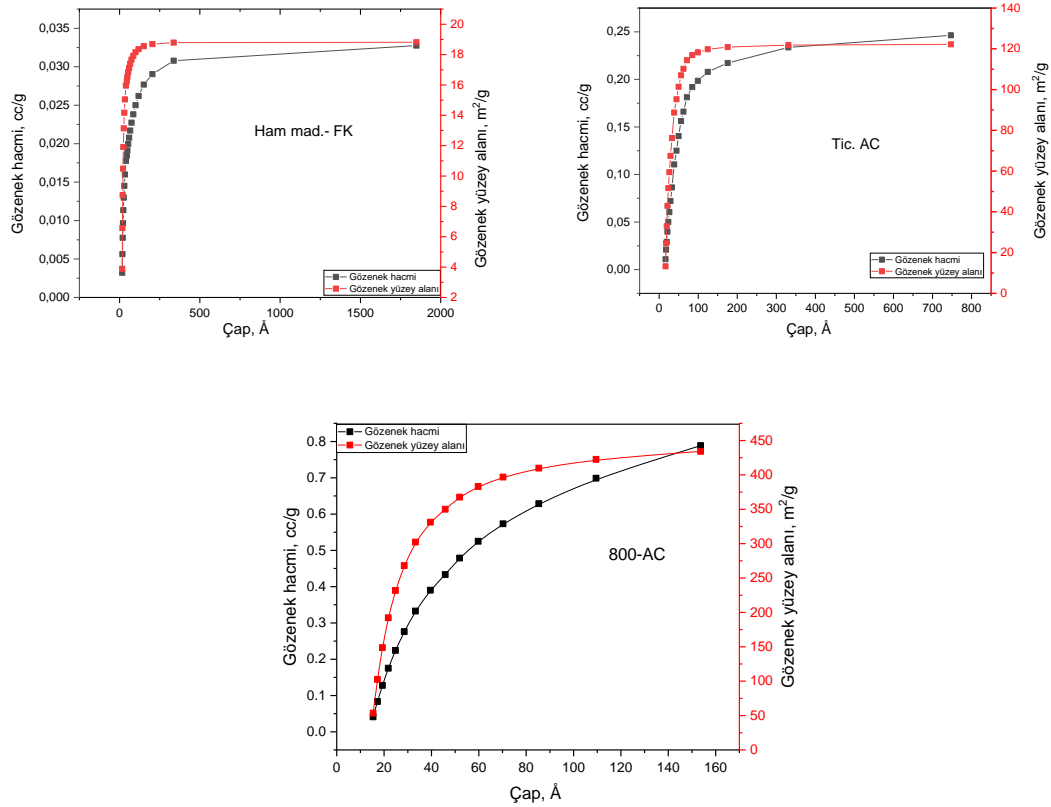 0,035
0,030
0,025
0,020
0,015
0,010
0,005
0,000
Gözenek hacmi, cc/g
20
18
16
14
12
10
8
6
4
2
Gözenek yüzey alanı, m²/g
Ham mad.- FK
Gözenek hacmi
Gözenek yüzey alanı
0 500 1000 1500 2000
Çap, Å
0,25
0,20
0,15
0,10
0,05
0,00
Gözenek hacmi, cc/g
140
120
100
80
60
40
20
0
Gözenek yüzey alanı, m²/g
Tic. AC
Gözenek hacmi
Gözenek yüzey alanı
0 100 200 300 400 500 600 700 800
Çap, Å
Gözenek hacmi
Gözenek yüzey alanı
0.8
0.7
0.6
0.5
0.4
0.3
0.2
0.1
0.0
Gözenek hacmi, cc/g
450
400
350
300
250
200
150
100
50
0
Gözenek yüzey alanı, m²/g
800-AC
0 20 40 60 80 100 120 140 160
Çap, Å